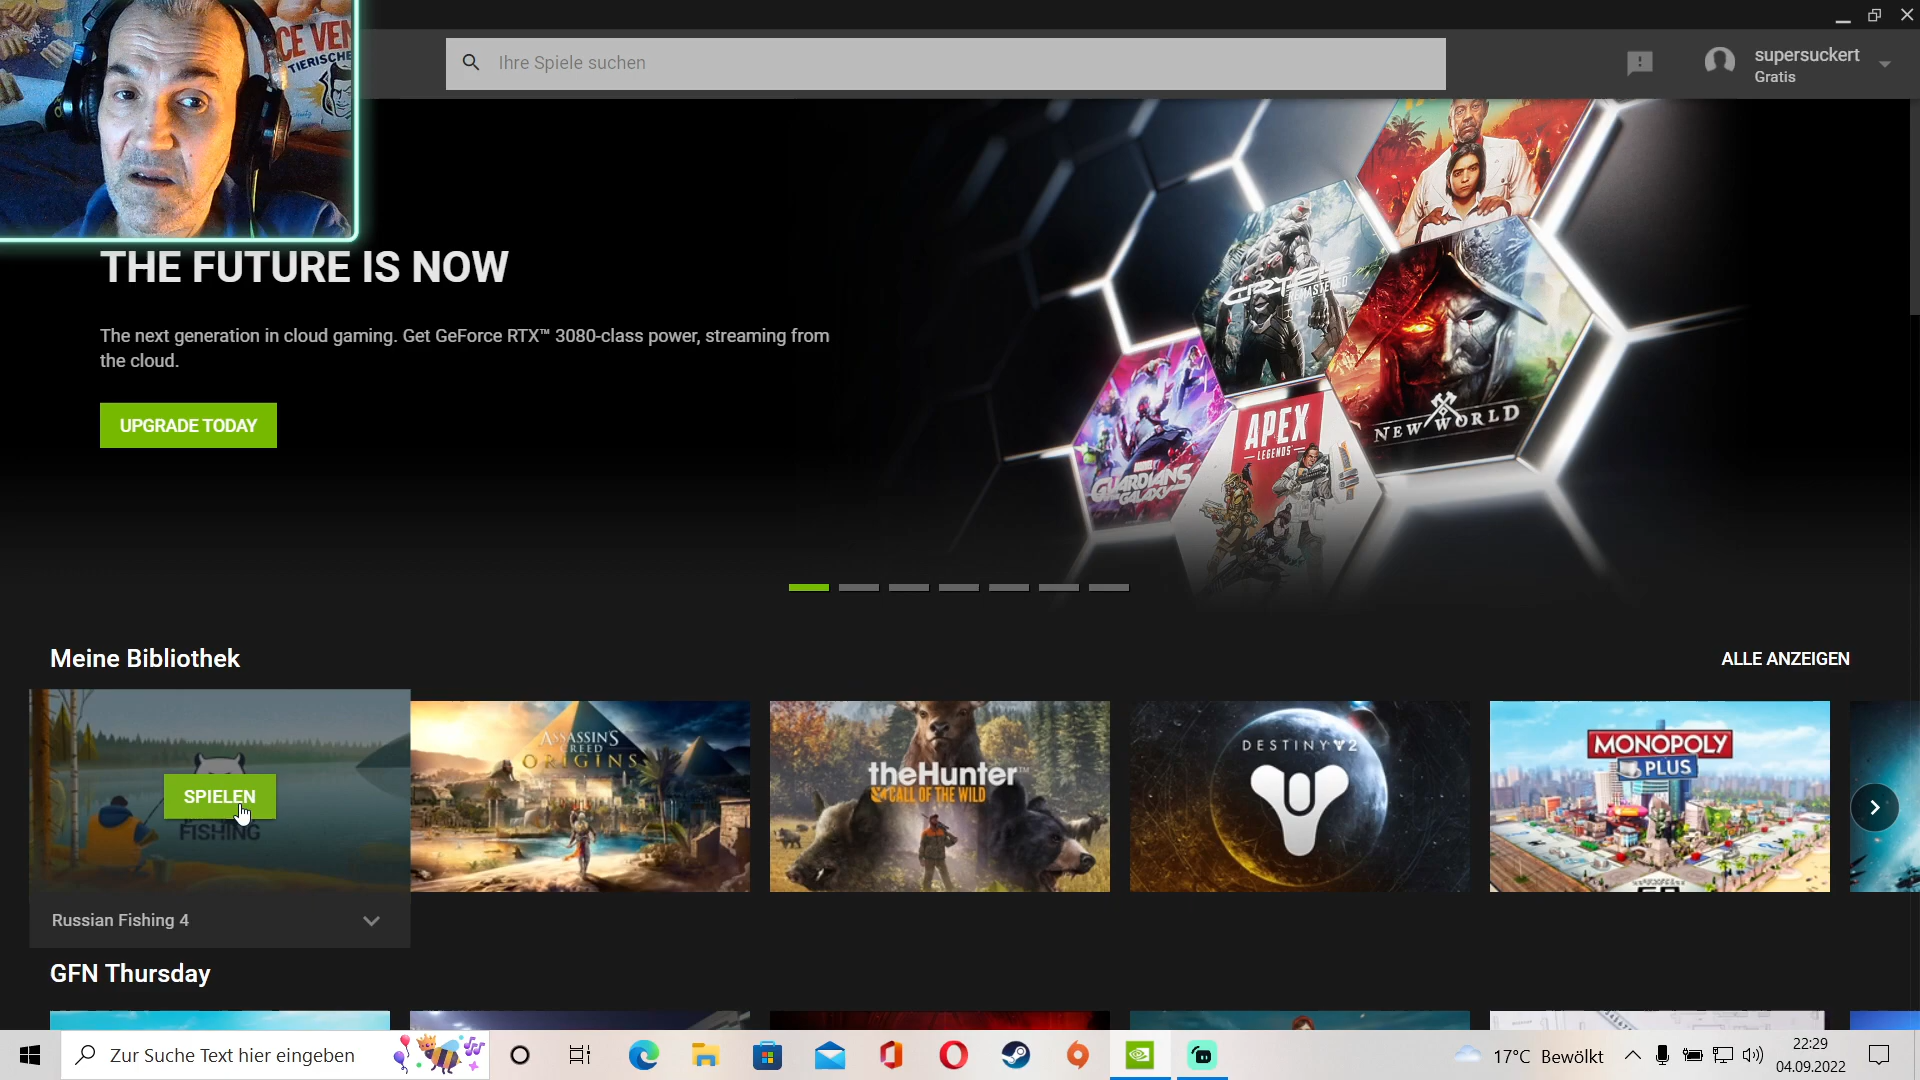 CE VEN
TIERISCHE
Ihre Spiele suchen
supersuckert
Gratis
THE FUTURE IS NOW
The next generation in cloud gaming. Get GeForce RTX™ 3080-class power, streaming from
the cloud.
UPGRADE TODAY
CRYSIS
REMASTERED
NEW WORLD
APEX
LEGENDS
MARVEL
GUARDIANS
GALAXY
Meine Bibliothek
ALLE ANZEIGEN
SPIELEN
FISHING
ASSASSIN'S
CREED
ORIGINS
theHunter™
CALL OF THE WILD
DESTINY 2
MONOPOLY
PLUS
Russian Fishing 4
GFN Thursday
Zur Suche Text hier eingeben
17°C Bewölkt
22:29
04.09.2022